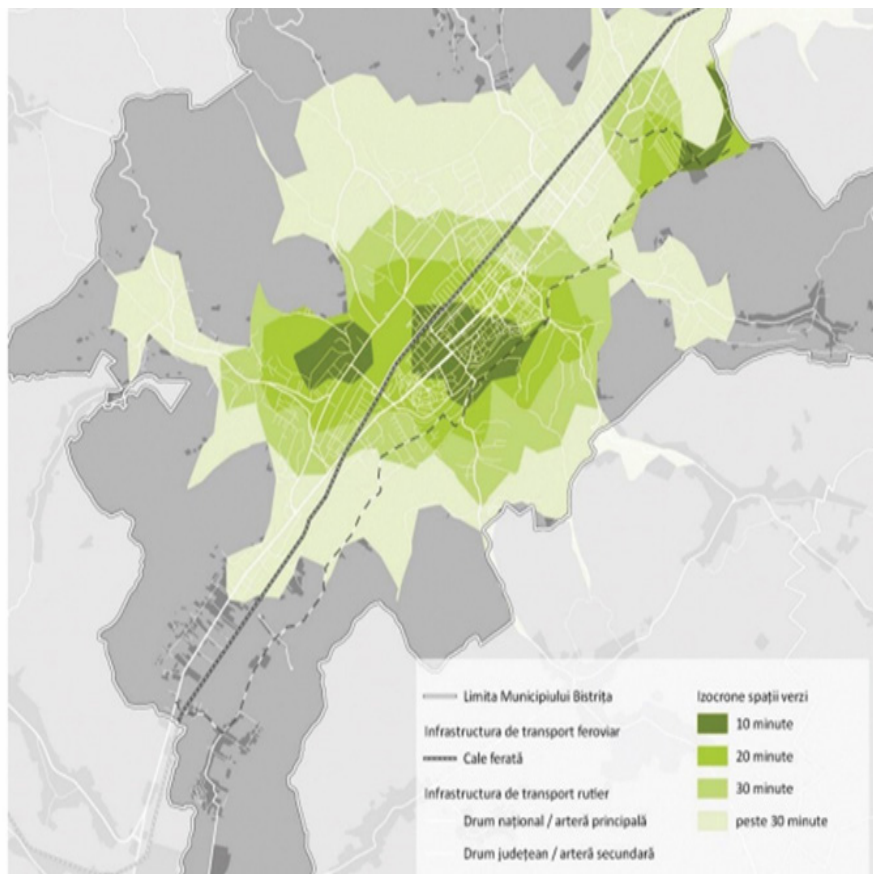 Limita Municipiului Bistrița
Infrastructura de transport feroviar
Cale ferată
Infrastructura de transport rutier
Drum național / arteră principală
Drum județean / arteră secundară
Izocrone spații verzi
10 minute
20 minute
30 minute
peste 30 minute